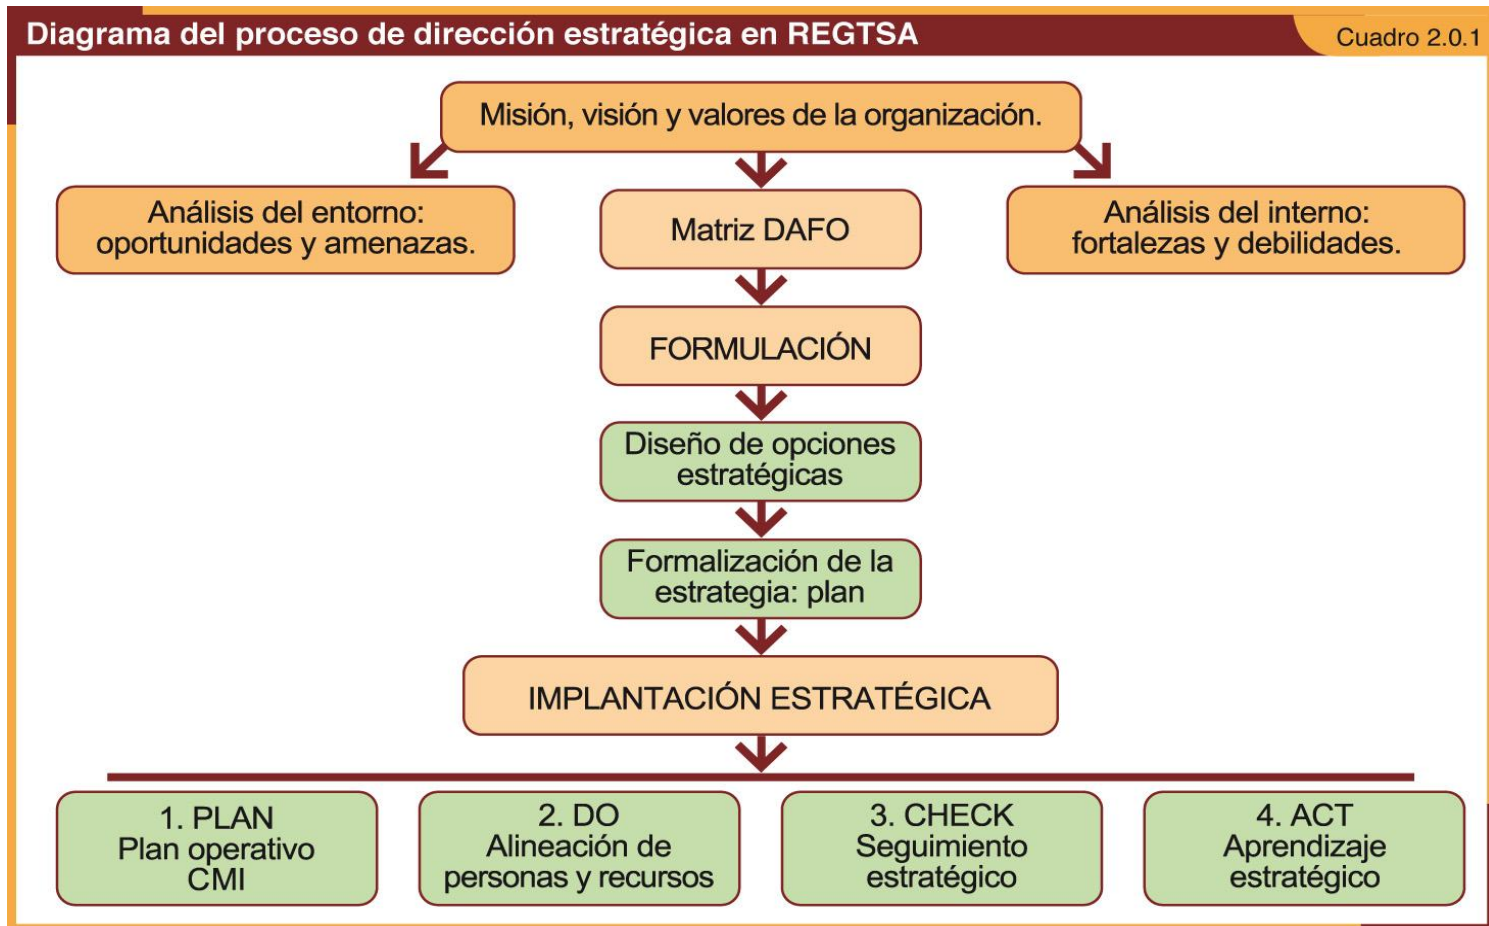 Diagrama del proceso de dirección estratégica en REGTSA
Cuadro 2.0.1
Misión, visión y valores de la organización.
Análisis del entorno:
oportunidades y amenazas.
Matriz DAFO
Análisis del interno:
fortalezas y debilidades.
FORMULACIÓN
Diseño de opciones
estratégicas
Formalización de la
estrategia: plan
IMPLANTACIÓN ESTRATÉGICA
1. PLAN
Plan operativo
CMI
2. DO
Alineación de
personas y recursos
3. CHECK
Seguimiento
estratégico
4. ACT
Aprendizaje
estratégico